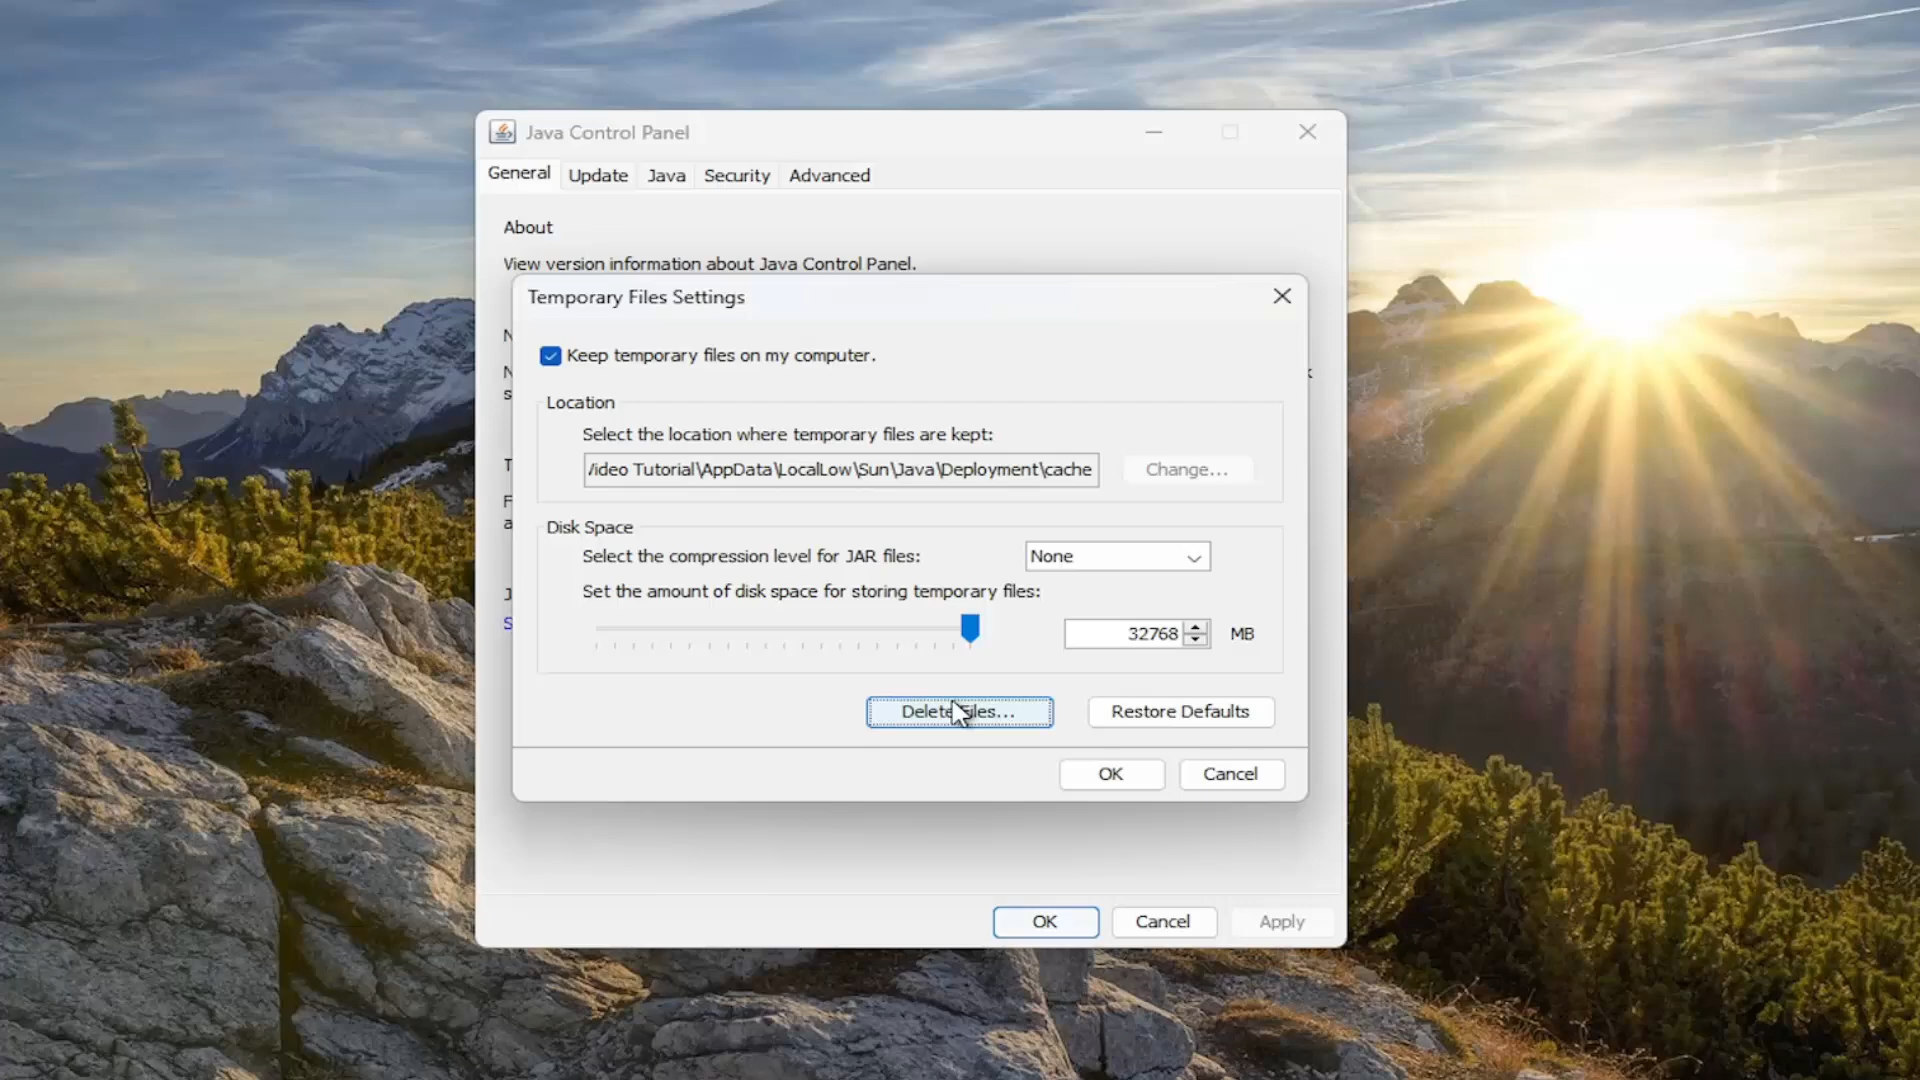 Java Control Panel
General Update Java Security Advanced
About
View version information about Java Control Panel.
Temporary Files Settings
Keep temporary files on my computer.
Location
Select the location where temporary files are kept:
ideo Tutorial\AppData\LocalLow\Sun\Java\Deployment\cache Change...
Disk Space
Select the compression level for JAR files: None
Set the amount of disk space for storing temporary files:
32768 MB
Delete Files... Restore Defaults
OK Cancel
OK Cancel Apply